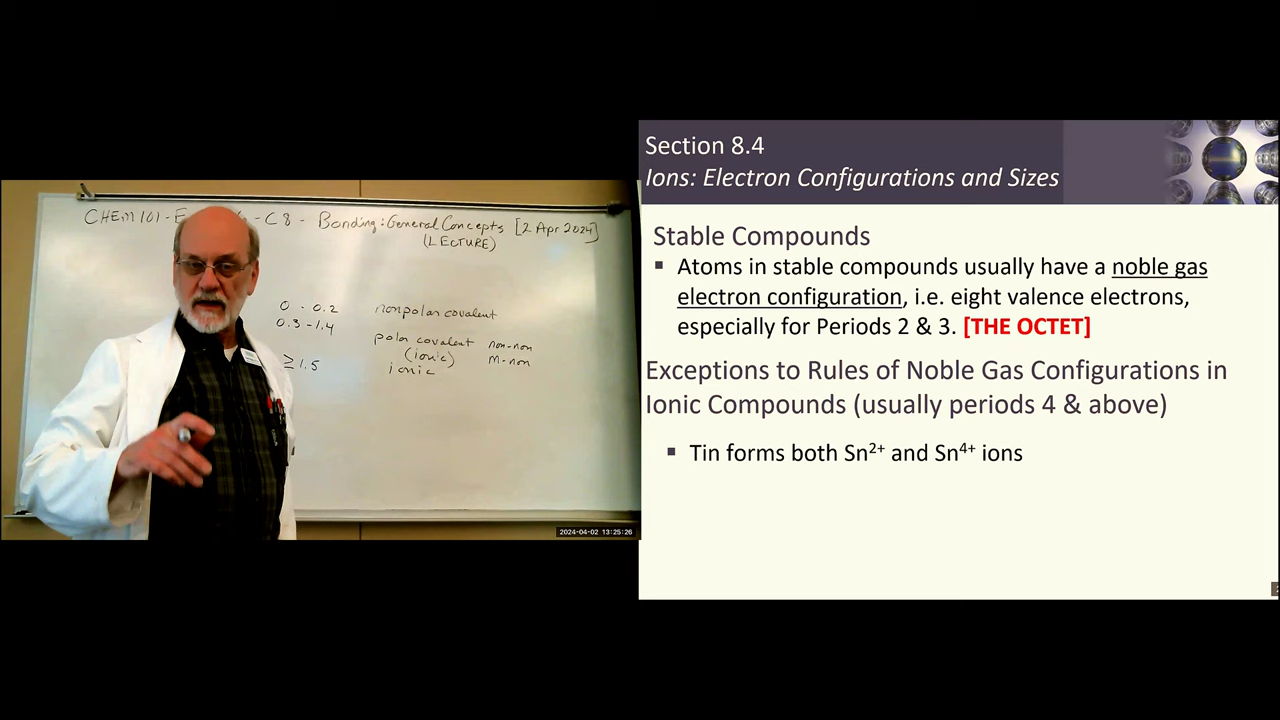 CHEM 101 - C8 - Bonding: General Concepts [2 Apr 2024]
(LECTURE)
0 - 0.2 nonpolar covalent
0.3 - 1.4 polar covalent non-non
(ionic) M-non
≥ 1.5 ionic
2024-04-02 13:25:26
Section 8.4
Ions: Electron Configurations and Sizes
Stable Compounds
▪ Atoms in stable compounds usually have a noble gas
electron configuration, i.e. eight valence electrons,
especially for Periods 2 & 3. [THE OCTET]
Exceptions to Rules of Noble Gas Configurations in
Ionic Compounds (usually periods 4 & above)
▪ Tin forms both Sn²⁺ and Sn⁴⁺ ions